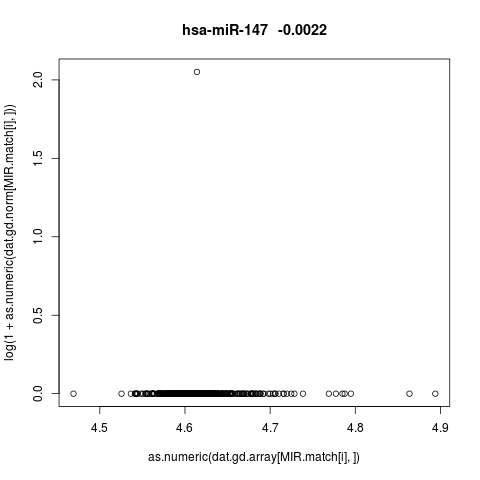 hsa-miR-147 -0.0022
log(1 + as.numeric(dat.gd.norm[MIR.match[i], ]))
2.0
1.5
1.0
0.5
0.0
4.5 4.6 4.7 4.8 4.9
as.numeric(dat.gd.array[MIR.match[i], ])